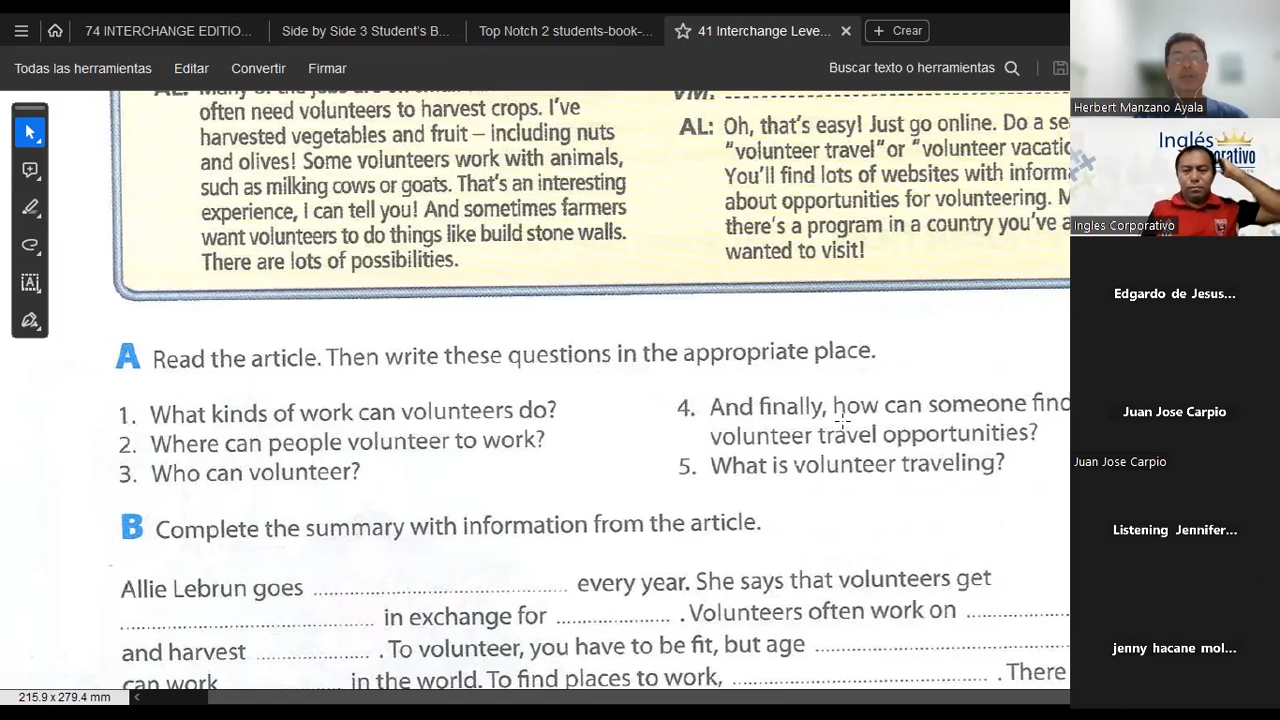 74 INTERCHANGE EDITIO...
Side by Side 3 Student's B...
Top Notch 2 students-book-...
41 Interchange Leve...
Crear
Todas las herramientas
Editar
Convertir
Firmar
Buscar texto o herramientas
often need volunteers to harvest crops. I've
harvested vegetables and fruit – including nuts
and olives! Some volunteers work with animals,
such as milking cows or goats. That's an interesting
experience, I can tell you! And sometimes farmers
want volunteers to do things like build stone walls.
There are lots of possibilities.
VM:
AL: Oh, that's easy! Just go online. Do a se
"volunteer travel" or "volunteer vacati
You'll find lots of websites with inform
about opportunities for volunteering. M
there's a program in a country you've a
wanted to visit!
A Read the article. Then write these questions in the appropriate place.
1. What kinds of work can volunteers do?
2. Where can people volunteer to work?
3. Who can volunteer?
4. And finally, how can someone find
volunteer travel opportunities?
5. What is volunteer traveling?
B Complete the summary with information from the article.
Allie Lebrun goes ............ every year. She says that volunteers get
............ in exchange for ............ . Volunteers often work on ............
and harvest ............ . To volunteer, you have to be fit, but age ............
can work ............ in the world. To find places to work, ............ . There
215.9 x 279.4 mm
Herbert Manzano Ayala
Inglés
Ingles Corporativo
Edgardo de Jesus...
Juan Jose Carpio
Juan Jose Carpio
Listening Jennifer...
jenny hacane mol...